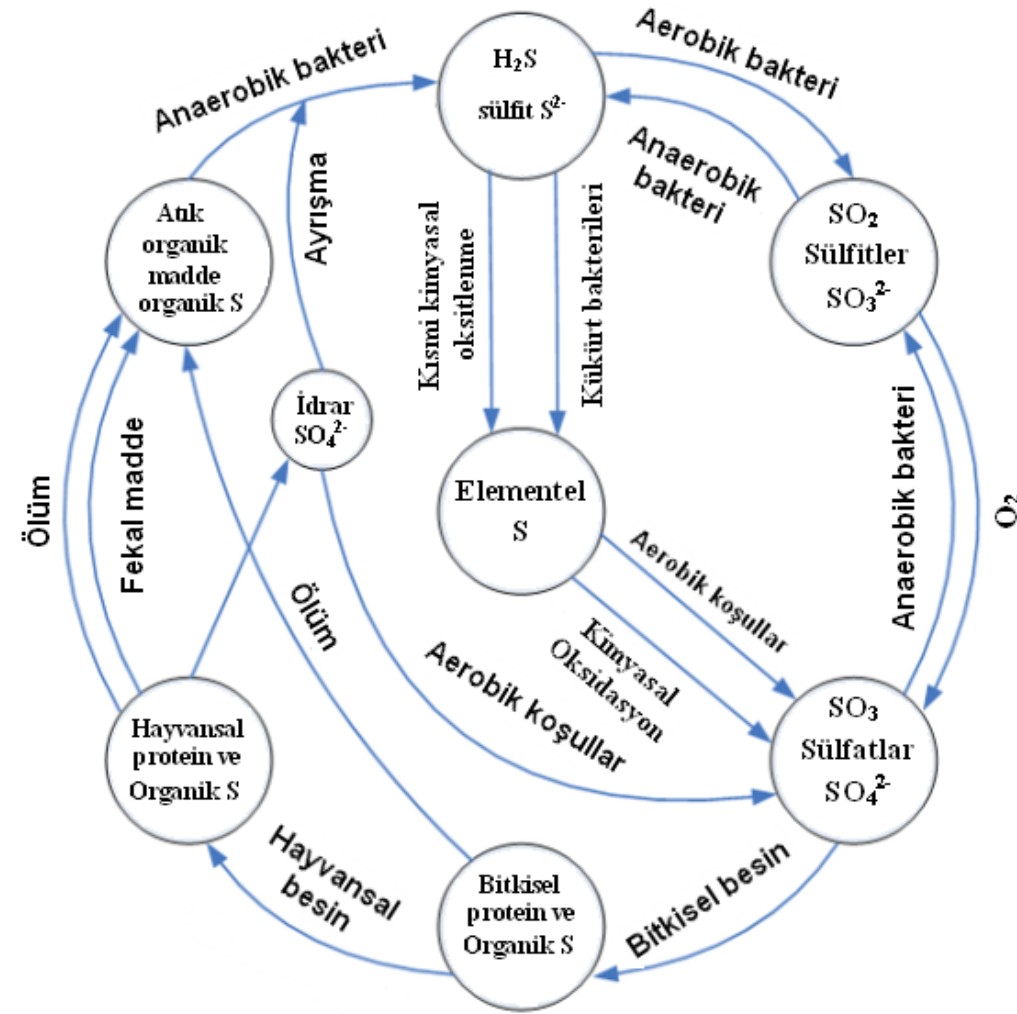 Anaerobik bakteri
H₂S
sülfit S²⁻
Aerobik bakteri
Anaerobik
bakteri
Atık
organik
madde
organik S
Ayrışma
Kısmi kimyasal
oksitlenme
Kükürt bakterileri
SO₂
Sülfitler
SO₃²⁻
İdrar
SO₄²⁻
Ölüm
Fekal madde
Ölüm
Elementel
S
Anaerobik bakteri
O₂
Aerobik koşullar
Kimyasal
Oksidasyon
Aerobik koşullar
Hayvansal
protein ve
Organik S
SO₃
Sülfatlar
SO₄²⁻
Hayvansal
besin
Bitkisel
protein ve
Organik S
Bitkisel besin